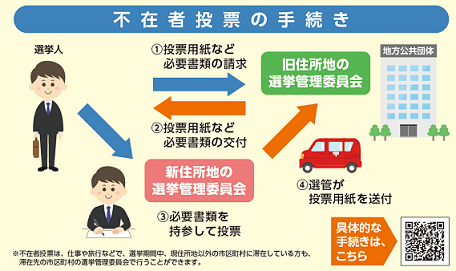 不在者投票の手続き
選挙人
①投票用紙など
必要書類の請求
旧住所地の
選挙管理委員会
地方公共団体
②投票用紙など
必要書類の交付
新住所地の
選挙管理委員会
③必要書類を
持参して投票
④選管が
投票用紙を送付
具体的な
手続きは、
こちら
※不在者投票は、仕事や旅行などで、選挙期間中、現住所地以外の市区町村に滞在している方も、
滞在先の市区町村の選挙管理委員会で行うことができます。